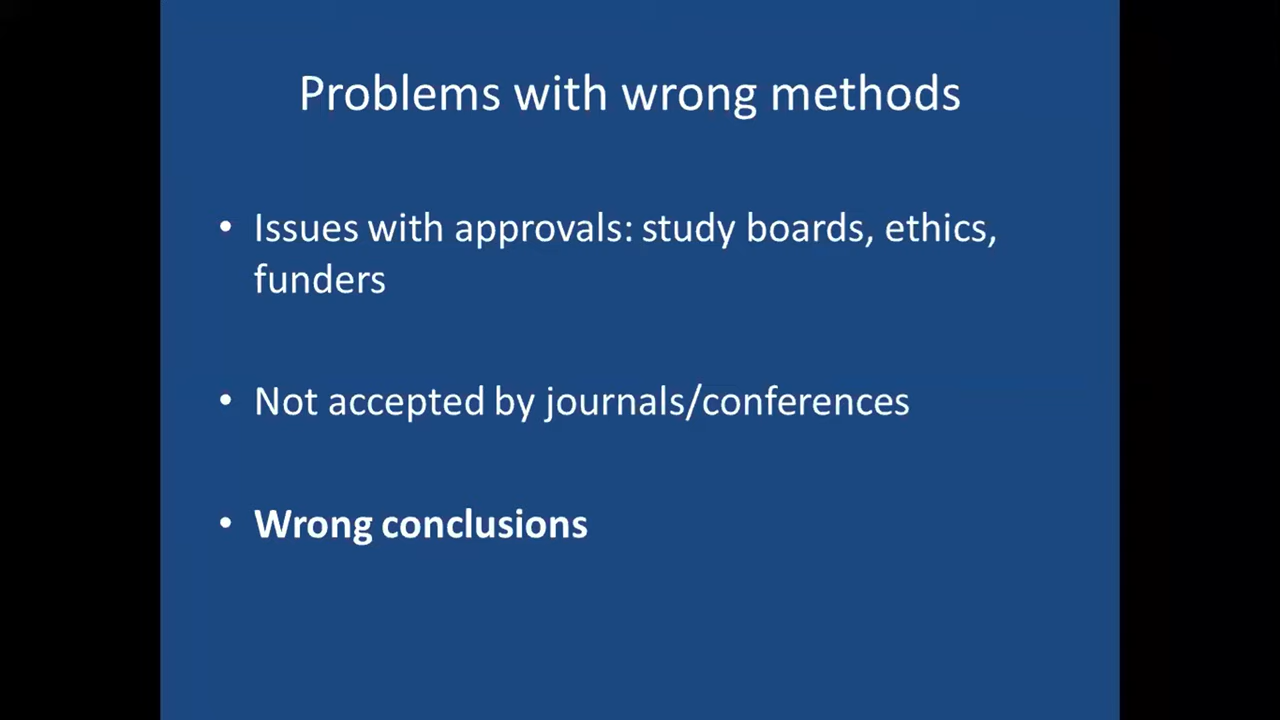 Problems with wrong methods
• Issues with approvals: study boards, ethics,
funders
• Not accepted by journals/conferences
• Wrong conclusions